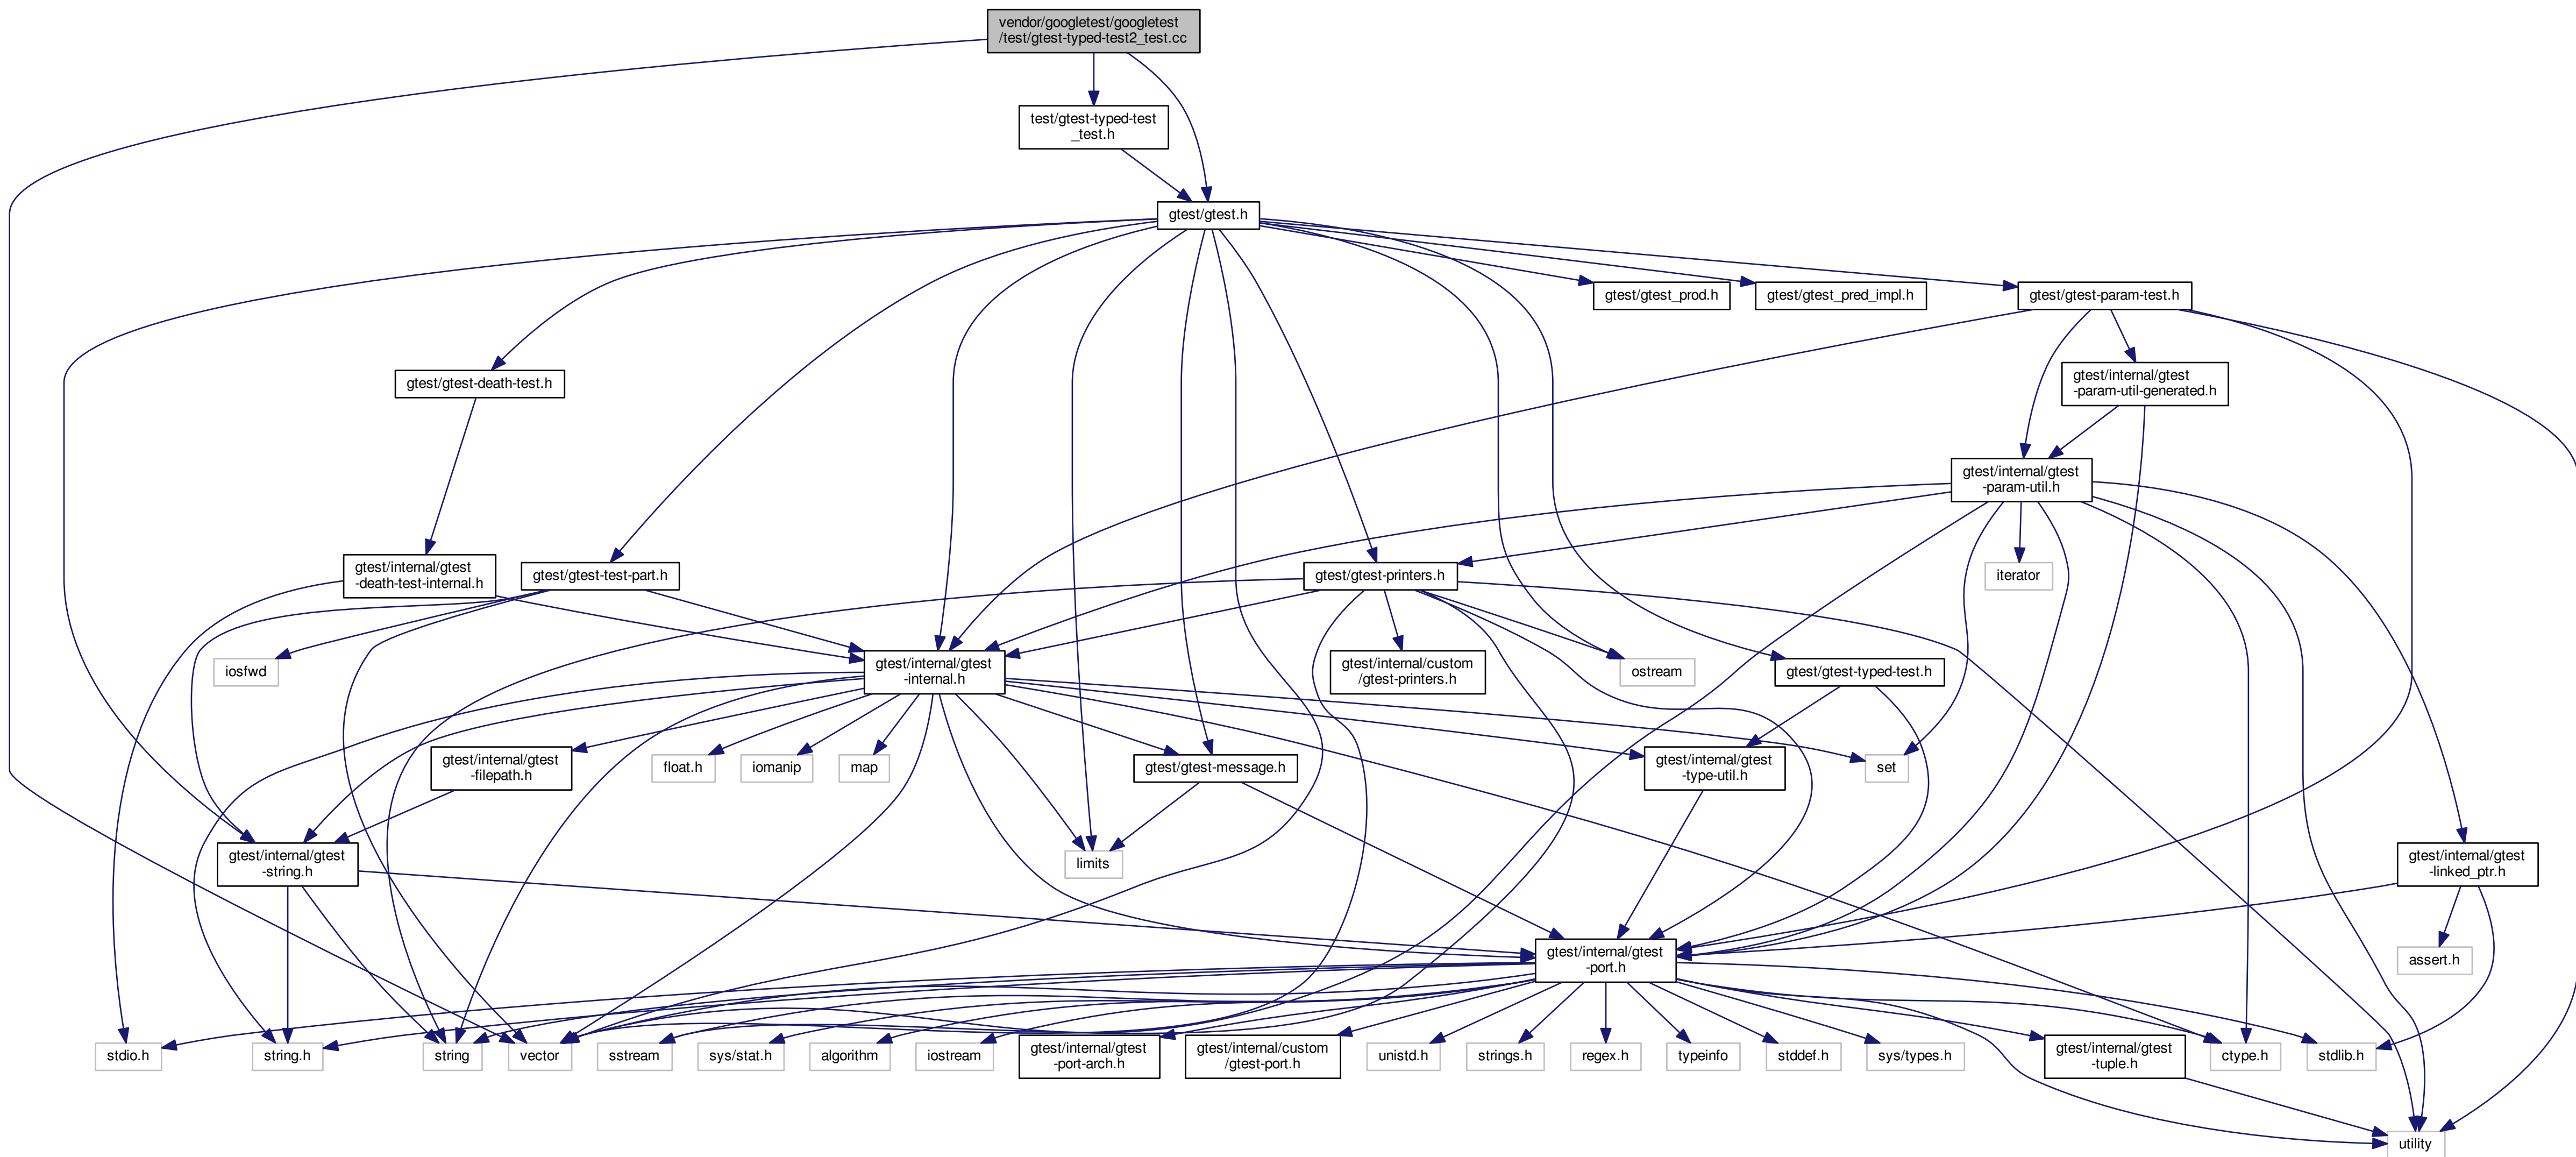 vendor/googletest/googletest
/test/gtest-typed-test2_test.cc
test/gtest-typed-test
_test.h
gtest/gtest.h
gtest/gtest_prod.h
gtest/gtest_pred_impl.h
gtest/gtest-param-test.h
gtest/gtest-death-test.h
gtest/internal/gtest
-param-util-generated.h
gtest/internal/gtest
-param-util.h
gtest/internal/gtest
-death-test-internal.h
gtest/gtest-test-part.h
gtest/gtest-printers.h
iterator
iosfwd
gtest/internal/gtest
-internal.h
gtest/internal/custom
/gtest-printers.h
ostream
gtest/gtest-typed-test.h
gtest/internal/gtest
-filepath.h
float.h
iomanip
map
gtest/gtest-message.h
gtest/internal/gtest
-type-util.h
set
gtest/internal/gtest
-string.h
limits
gtest/internal/gtest
-linked_ptr.h
gtest/internal/gtest
-port.h
assert.h
stdio.h
string.h
string
vector
sstream
sys/stat.h
algorithm
iostream
gtest/internal/gtest
-port-arch.h
gtest/internal/custom
/gtest-port.h
unistd.h
strings.h
regex.h
typeinfo
stddef.h
sys/types.h
gtest/internal/gtest
-tuple.h
ctype.h
stdlib.h
utility